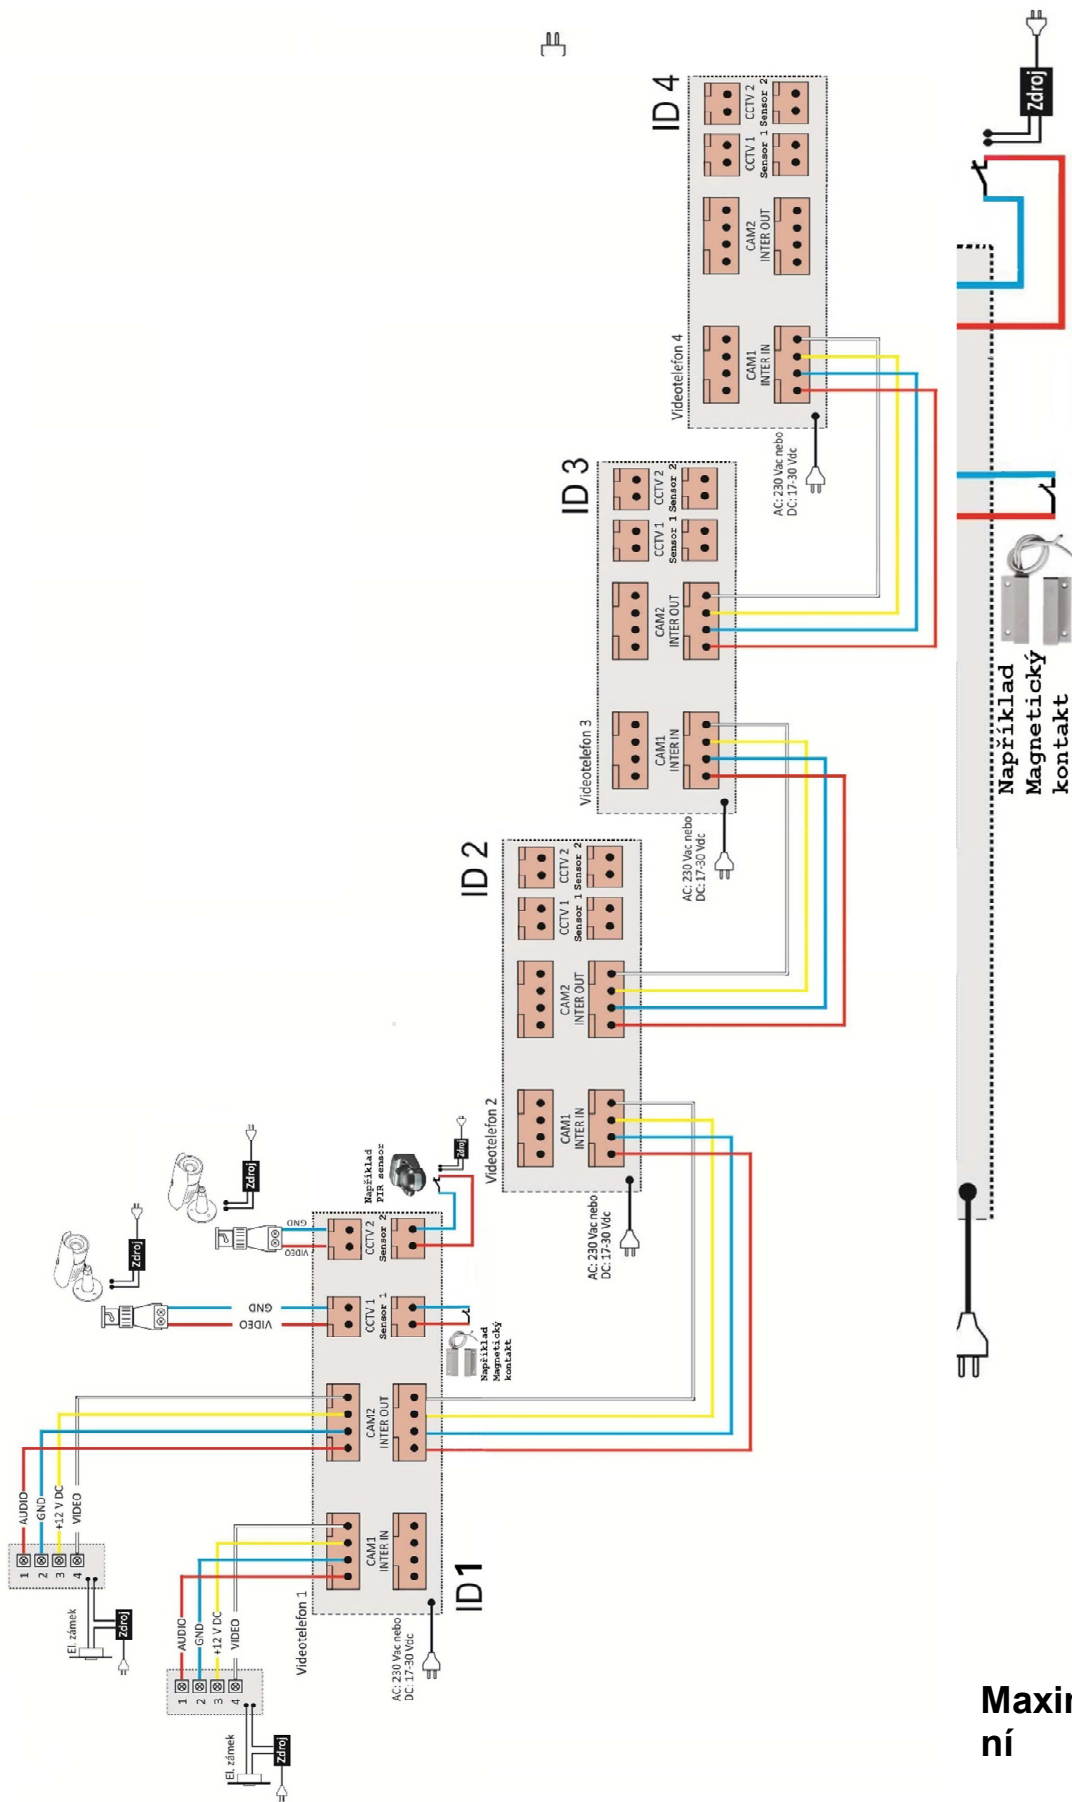 1
2
3
4
AUDIO
GND
+12 V DC
VIDEO
El. zámek
Zdroj
1
2
3
4
AUDIO
GND
+12 V DC
VIDEO
El. zámek
Zdroj
Videotelefon 1
CAM1
INTER IN
CAM2
INTER OUT
CCTV 1
Sensor 1
CCTV 2
Sensor 2
AC: 230 Vac nebo
DC: 17-30 Vdc
ID1
VIDEO
GND
Zdroj
VIDEO
GND
Zdroj
Například
Magnetický
kontakt
Například
PIR sensor
Zdroj
ID 2
Videotelefon 2
CAM1
INTER IN
CAM2
INTER OUT
CCTV 1
Sensor 1
CCTV 2
Sensor 2
AC: 230 Vac nebo
DC: 17-30 Vdc
ID 3
Videotelefon 3
CAM1
INTER IN
CAM2
INTER OUT
CCTV 1
Sensor 1
CCTV 2
Sensor 2
AC: 230 Vac nebo
DC: 17-30 Vdc
ID 4
Videotelefon 4
CAM1
INTER IN
CAM2
INTER OUT
CCTV 1
Sensor 1
CCTV 2
Sensor 2
AC: 230 Vac nebo
DC: 17-30 Vdc
Zdroj
Například
Magnetický
kontakt
ní